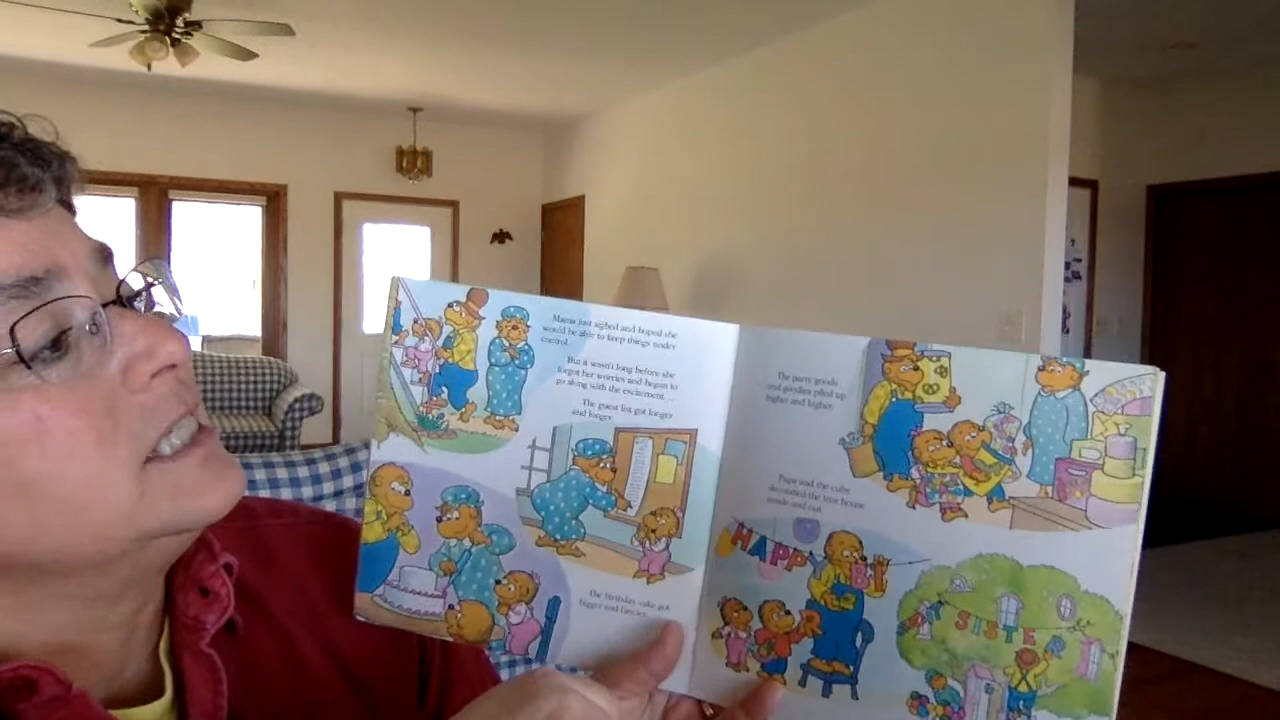 Mama just sighed and hoped she
would be able to keep things under
control.
But it wasn't long before she
forgot her worries and began to
go along with the excitement...
The guest list got longer
and longer.
The birthday cake got
bigger and fancier.
The party goods
and goodies piled up
higher and higher.
Papa and the cubs
decorated the tree house
inside and out.
HAPP
BI
SISTER